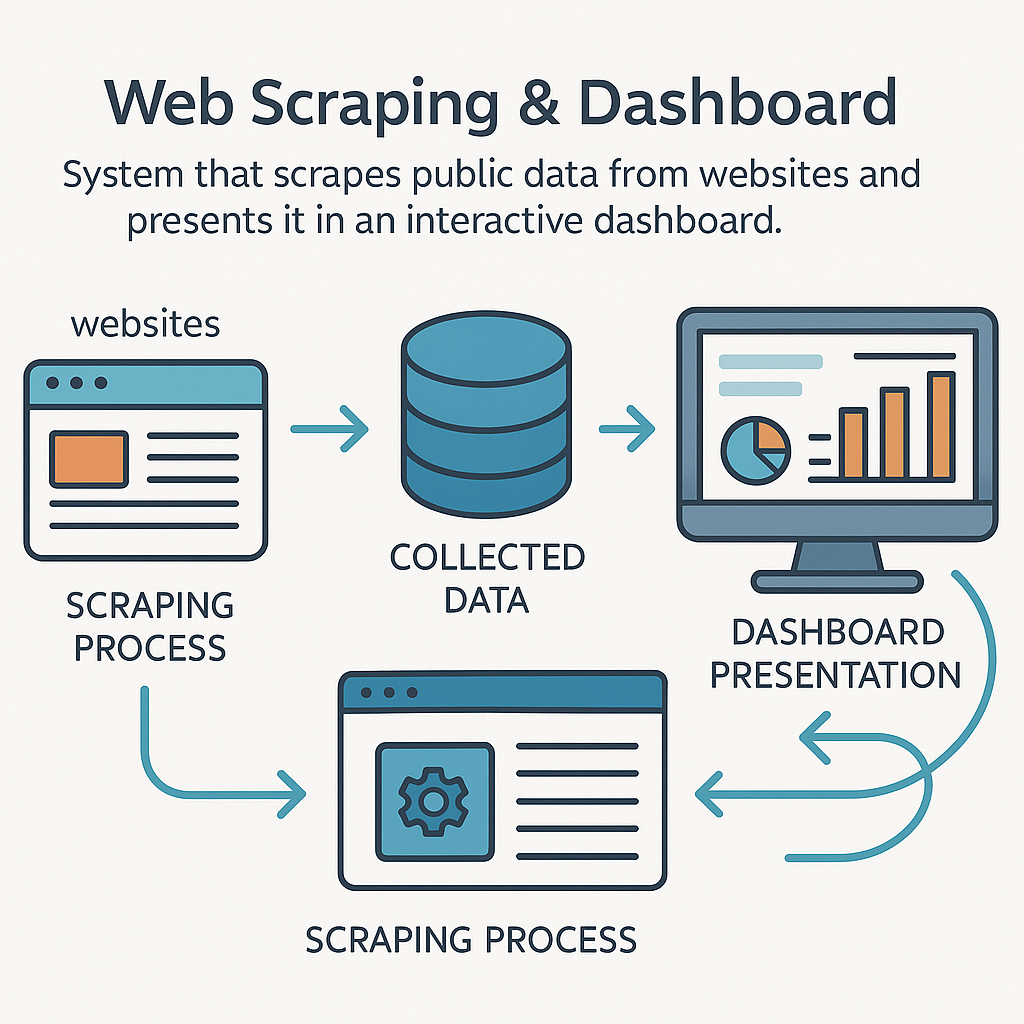 Web Scraping & Dashboard
System that scrapes public data from websites and
presents it in an interactive dashboard.
websites
SCRAPING
PROCESS
COLLECTED
DATA
DASHBOARD
PRESENTATION
SCRAPING PROCESS